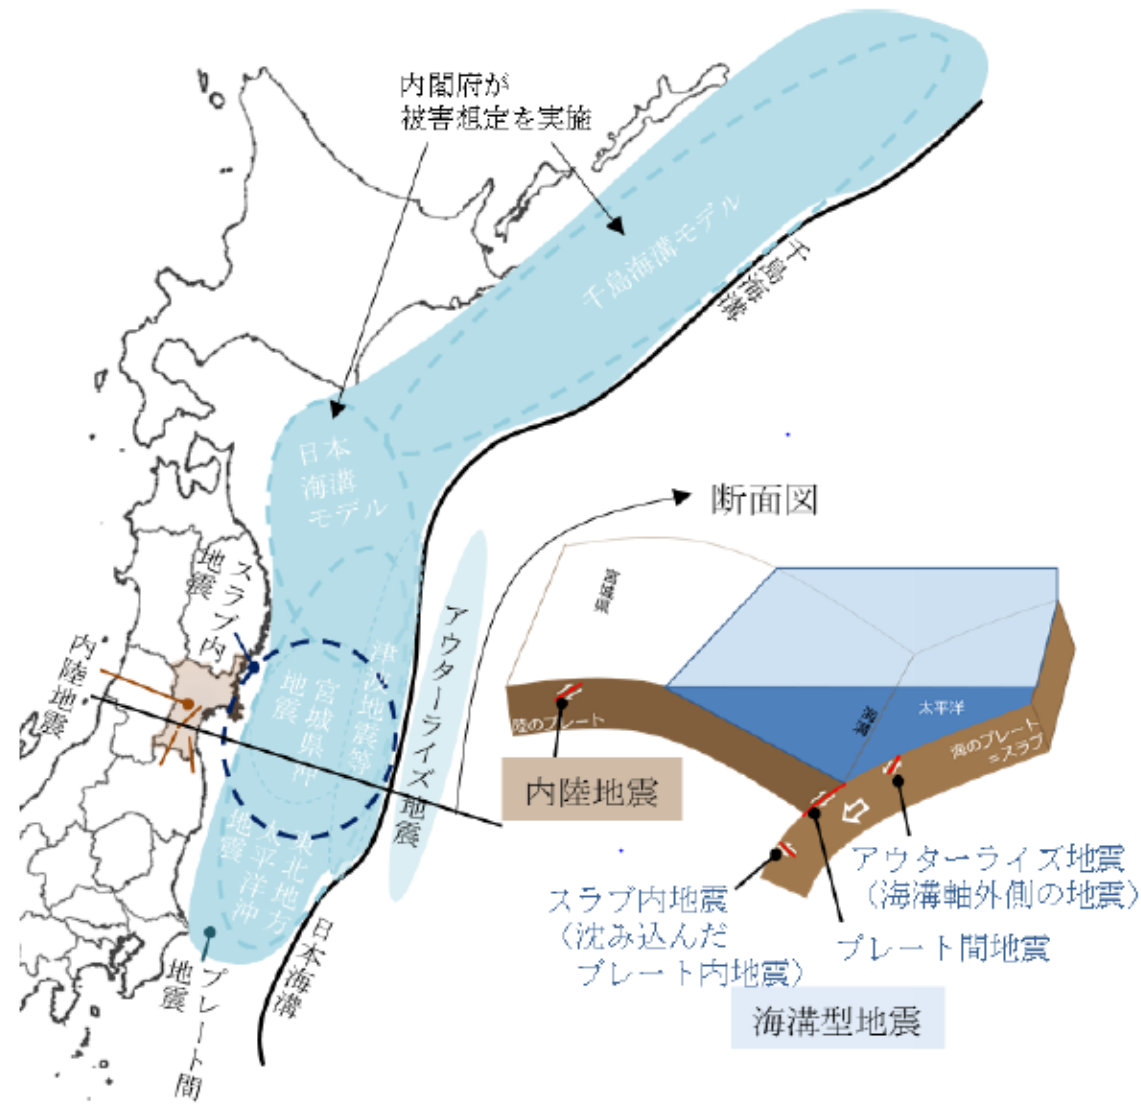 内閣府が
被害想定を実施
千島海溝モデル
千島海溝
日本
海溝
モデル
断面図
スラブ内
地震
内陸地震
アウターライズ地震
津波地震等
宮城県沖
地震
東北地方
太平洋沖
地震
日本海溝
プレート間
地震
宮城県
太平洋
海溝
陸のプレート
海のプレート
=スラブ
内陸地震
アウターライズ地震
(海溝軸外側の地震)
スラブ内地震
(沈み込んだ
プレート内地震)
プレート間地震
海溝型地震